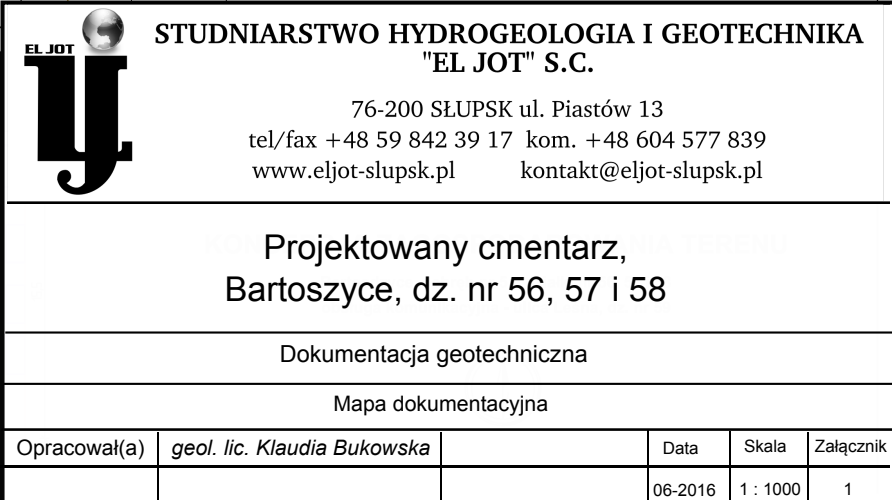 EL JOT
STUDNIARSTWO HYDROGEOLOGIA I GEOTECHNIKA
"EL JOT" S.C.
76-200 SŁUPSK ul. Piastów 13
tel/fax +48 59 842 39 17 kom. +48 604 577 839
www.eljot-slupsk.pl kontakt@eljot-slupsk.pl
Projektowany cmentarz,
Bartoszyce, dz. nr 56, 57 i 58
Dokumentacja geotechniczna
Mapa dokumentacyjna
Opracował(a) geol. lic. Klaudia Bukowska Data Skala Załącznik
06-2016 1 : 1000 1